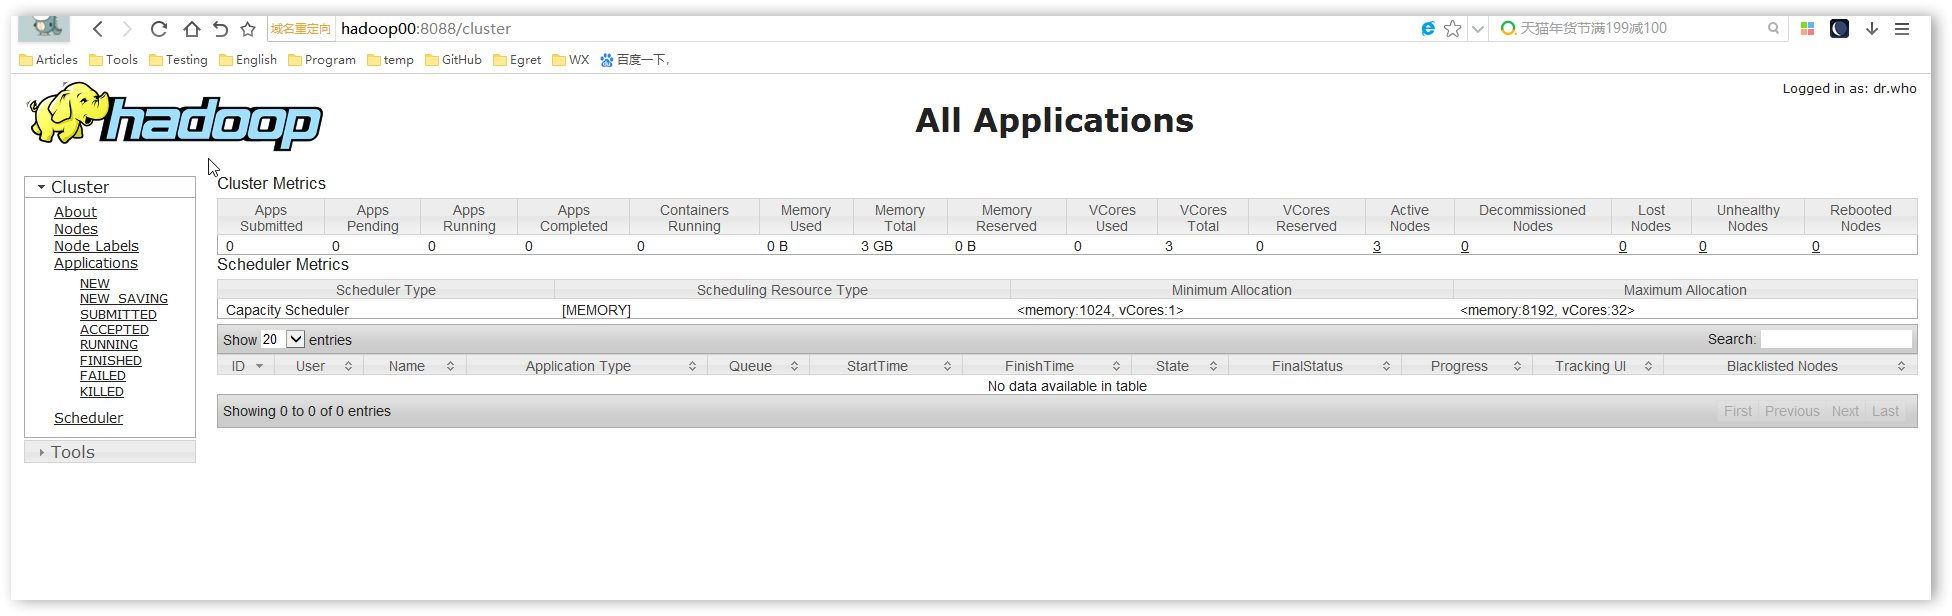 域名重定向 hadoop00:8088/cluster 天猫年货节满199减100
Articles Tools Testing English Program temp GitHub Egret WX 百度一下,
Logged in as: dr.who
hadoop
All Applications
Cluster
About
Nodes
Node Labels
Applications
NEW
NEW_SAVING
SUBMITTED
ACCEPTED
RUNNING
FINISHED
FAILED
KILLED
Scheduler
Tools
Cluster Metrics
Apps Submitted Apps Pending Apps Running Apps Completed Containers Running Memory Used Memory Total Memory Reserved VCores Used VCores Total VCores Reserved Active Nodes Decommissioned Nodes Lost Nodes Unhealthy Nodes Rebooted Nodes
0 0 0 0 0 0 B 3 GB 0 B 0 3 0 3 0 0 0 0
Scheduler Metrics
Scheduler Type Scheduling Resource Type Minimum Allocation Maximum Allocation
Capacity Scheduler [MEMORY] <memory:1024, vCores:1> <memory:8192, vCores:32>
Show 20 entries Search:
ID User Name Application Type Queue StartTime FinishTime State FinalStatus Progress Tracking UI Blacklisted Nodes
No data available in table
Showing 0 to 0 of 0 entries First Previous Next Last